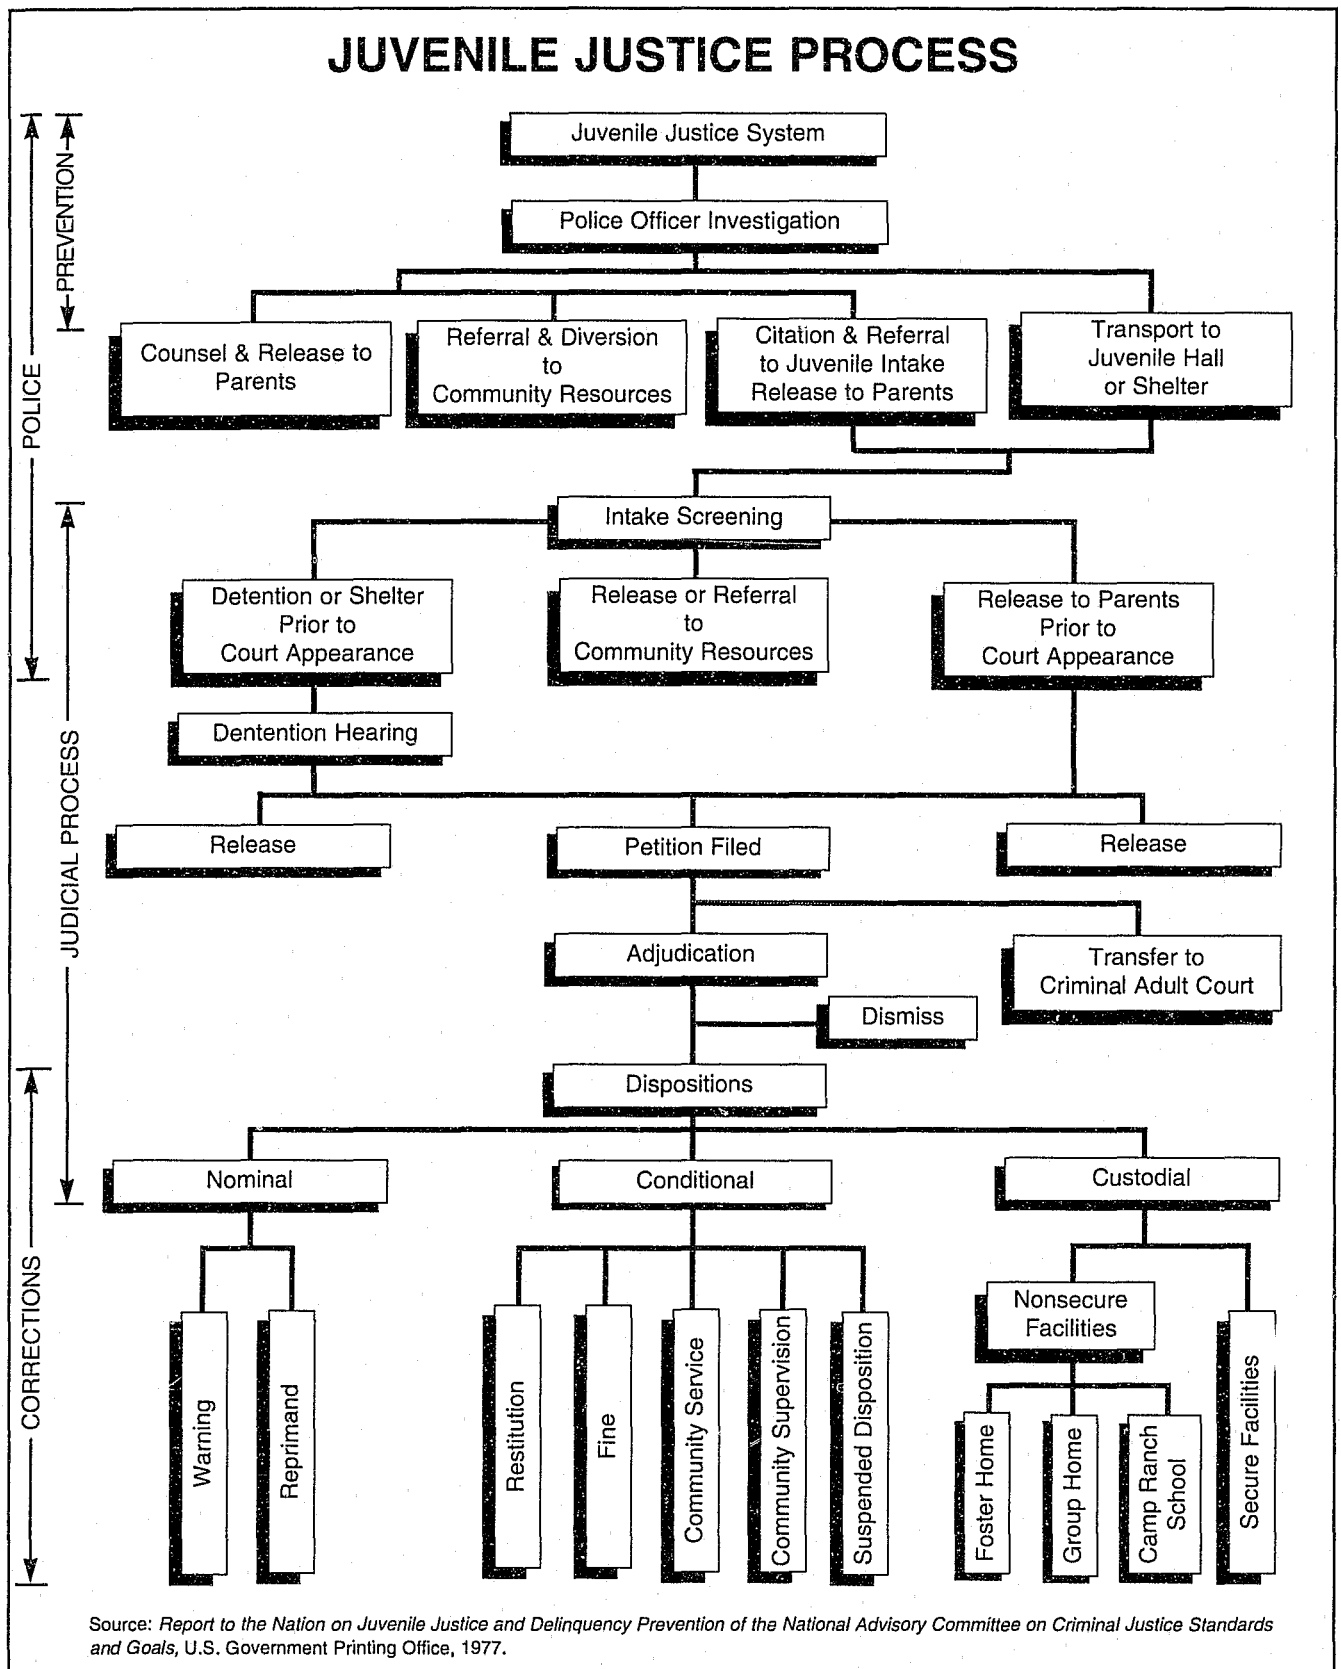 JUVENILE JUSTICE PROCESS
POLICE
PREVENTION
Juvenile Justice System
Police Officer Investigation
Counsel & Release to
Parents
Referral & Diversion
to
Community Resources
Citation & Referral
to Juvenile Intake
Release to Parents
Transport to
Juvenile Hall
or Shelter
JUDICIAL PROCESS
Intake Screening
Detention or Shelter
Prior to
Court Appearance
Release or Referral
to
Community Resources
Release to Parents
Prior to
Court Appearance
Dentention Hearing
Release
Petition Filed
Release
Adjudication
Transfer to
Criminal Adult Court
Dismiss
CORRECTIONS
Dispositions
Nominal
Conditional
Custodial
Warning
Reprimand
Restitution
Fine
Community Service
Community Supervision
Suspended Disposition
Nonsecure
Facilities
Foster Home
Group Home
Camp Ranch
School
Secure Facilities
Source: Report to the Nation on Juvenile Justice and Delinquency Prevention of the National Advisory Committee on Criminal Justice Standards
and Goals, U.S. Government Printing Office, 1977.